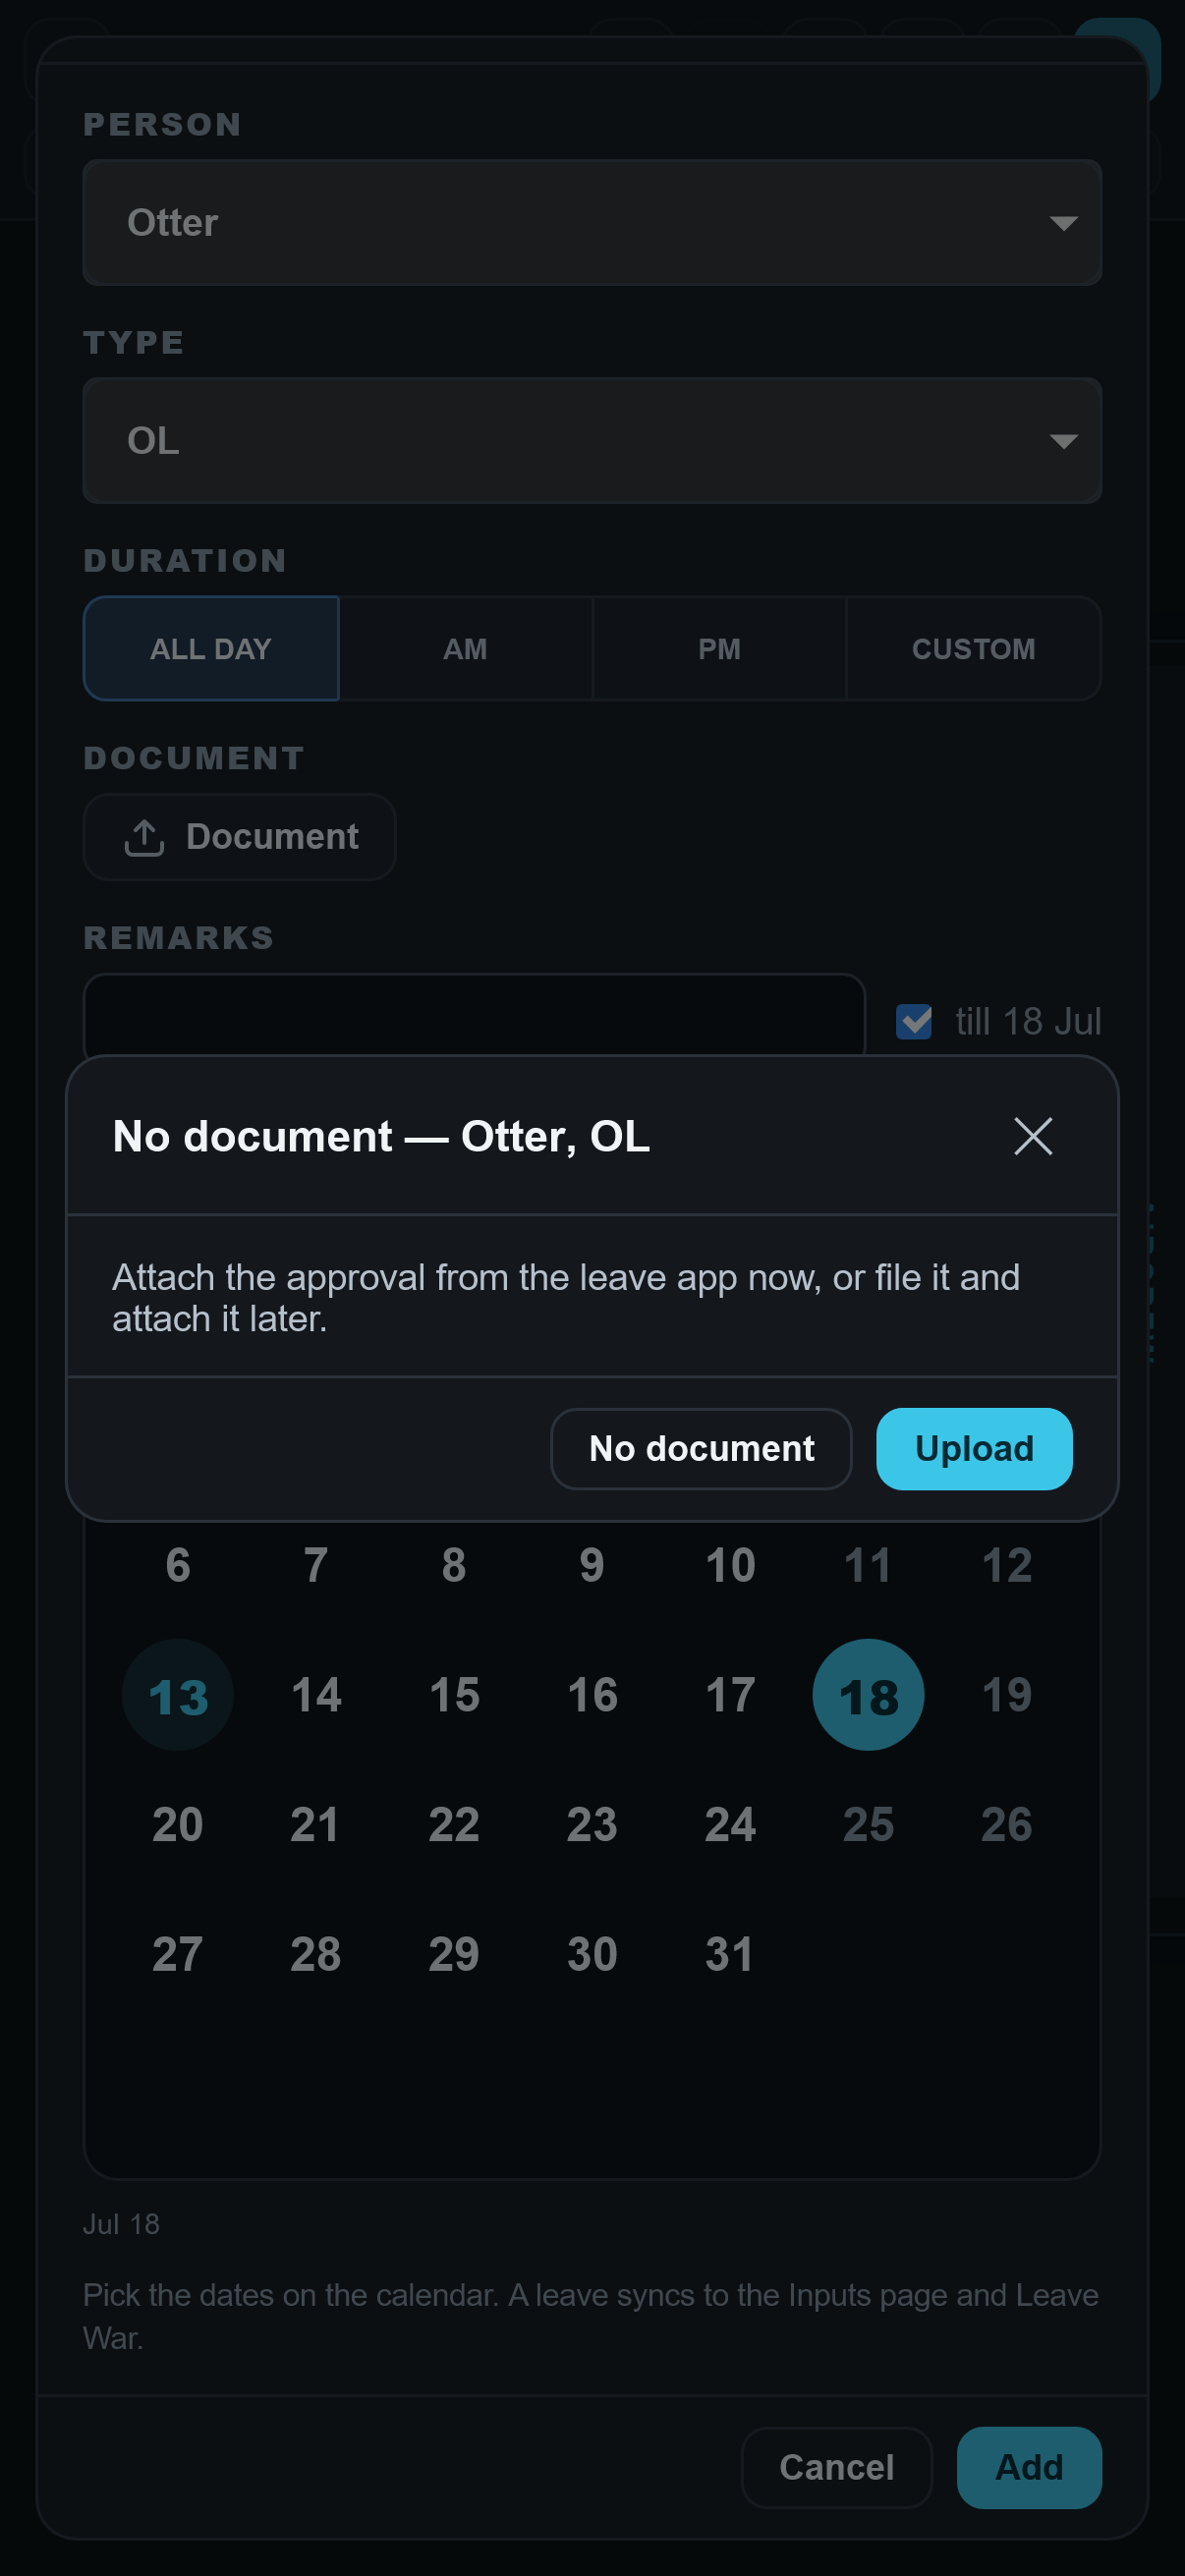 PERSON
Otter
TYPE
OL
DURATION
ALL DAY AM PM CUSTOM
DOCUMENT
Document
REMARKS
till 18 Jul
No document — Otter, OL
Attach the approval from the leave app now, or file it and
attach it later.
No document Upload
6 7 8 9 10 11 12
13 14 15 16 17 18 19
20 21 22 23 24 25 26
27 28 29 30 31
Jul 18
Pick the dates on the calendar. A leave syncs to the Inputs page and Leave
War.
Cancel Add